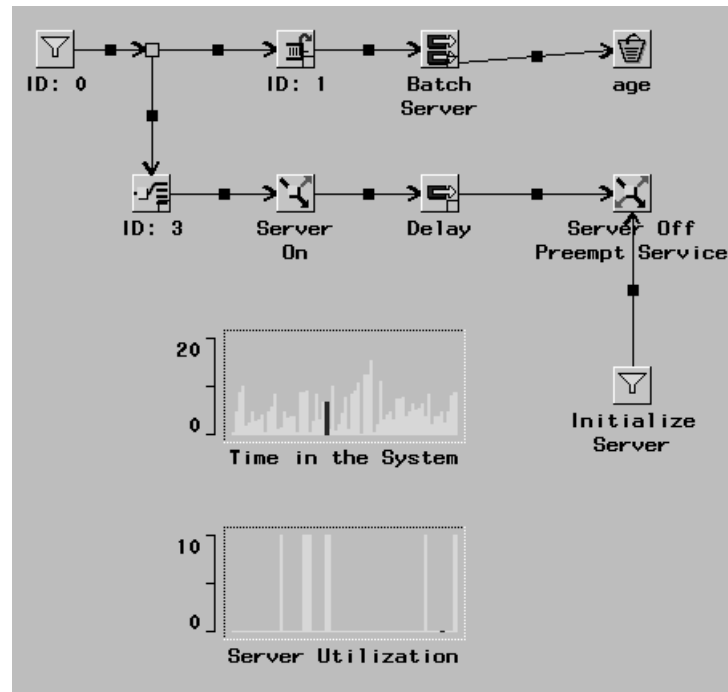 ID: 0
ID: 1
Batch
Server
age
ID: 3
Server
On
Delay
Server Off
Preempt Service
Initialize
Server
20
0
Time in the System
10
0
Server Utilization